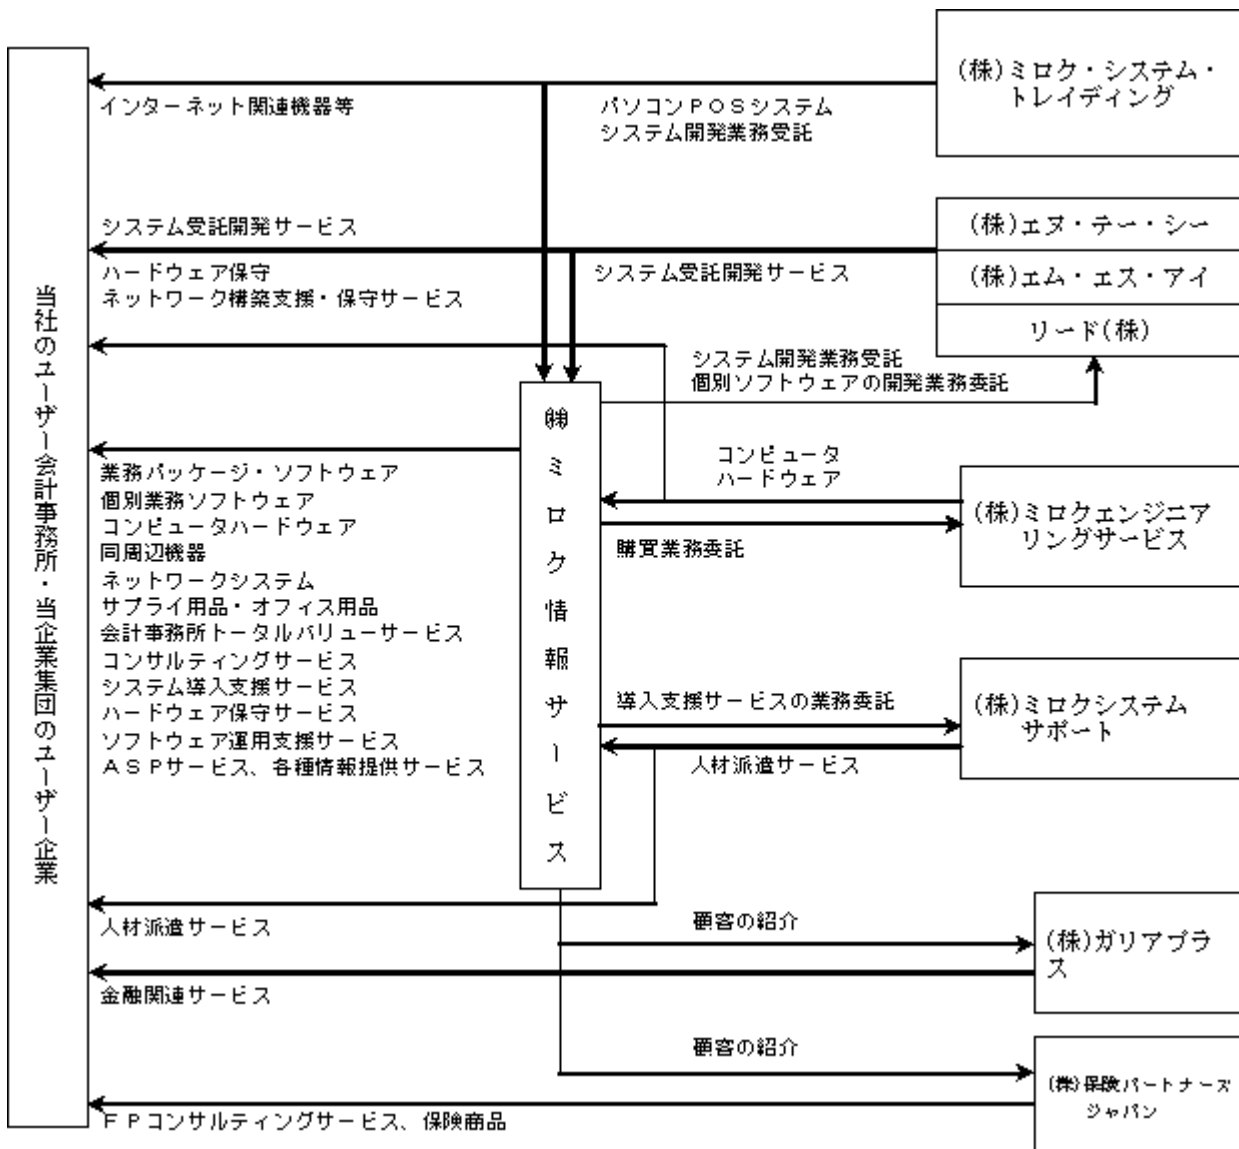 (株)ミロク・システム・
トレイディング
インターネット関連機器等
パソコンPOSシステム
システム開発業務受託
(株)エヌ・テー・シー
(株)エム・エス・アイ
リード(株)
システム受託開発サービス
システム受託開発サービス
ハードウェア保守
ネットワーク構築支援・保守サービス
システム開発業務受託
個別ソフトウェアの開発業務委託
当社のユーザー会計事務所・当企業集団のユーザー企業
㈱ミロク情報サービス
業務パッケージ・ソフトウェア
個別業務ソフトウェア
コンピュータハードウェア
同周辺機器
ネットワークシステム
サプライ用品・オフィス用品
会計事務所トータルバリューサービス
コンサルティングサービス
システム導入支援サービス
ハードウェア保守サービス
ソフトウェア運用支援サービス
ASPサービス、各種情報提供サービス
コンピュータ
ハードウェア
購買業務委託
(株)ミロクエンジニア
リングサービス
導入支援サービスの業務委託
人材派遣サービス
(株)ミロクシステム
サポート
人材派遣サービス
顧客の紹介
(株)ガリアプラ
ス
金融関連サービス
顧客の紹介
(株)保険パートナーズ
ジャパン
FPコンサルティングサービス、保険商品